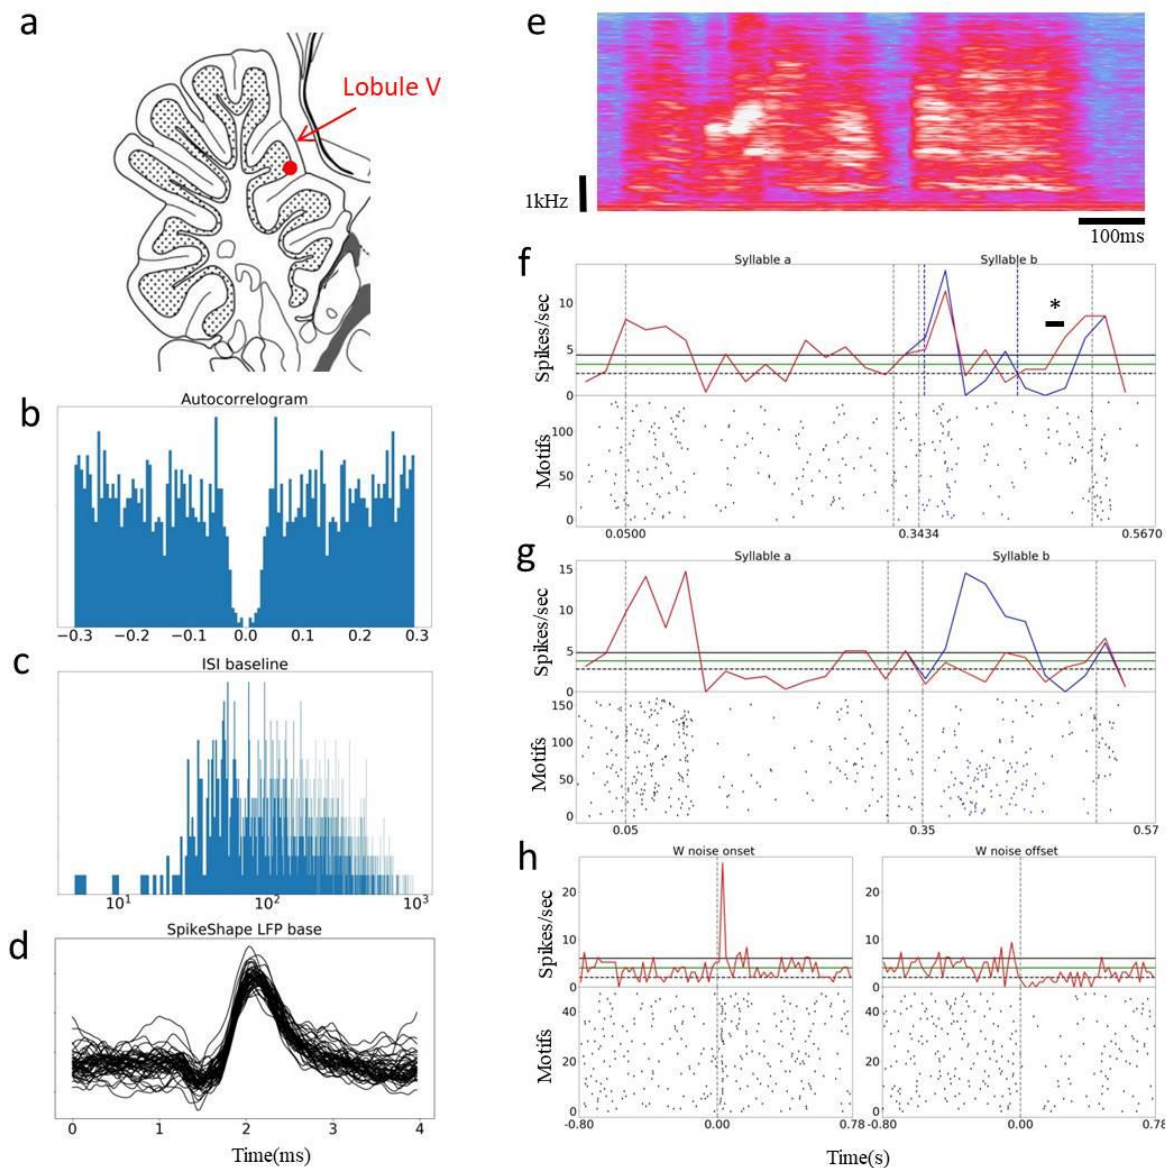 a
Lobule V
b
Autocorrelogram
−0.3 −0.2 −0.1 0.0 0.1 0.2 0.3
c
ISI baseline
10¹ 10² 10³
d
SpikeShape LFP base
0 1 2 3 4
Time(ms)
e
1kHz
100ms
f
Syllable a Syllable b
*
Spikes/sec
10
5
0
Motifs
100
50
0
0.0500 0.3434 0.5670
g
Syllable a Syllable b
Spikes/sec
15
10
5
0
Motifs
150
100
50
0
0.05 0.35 0.57
h
W noise onset
Spikes/sec
20
10
0
Motifs
40
20
0
-0.80 0.00 0.78
W noise offset
20
10
0
40
20
0
-0.80 0.00 0.78
Time(s)